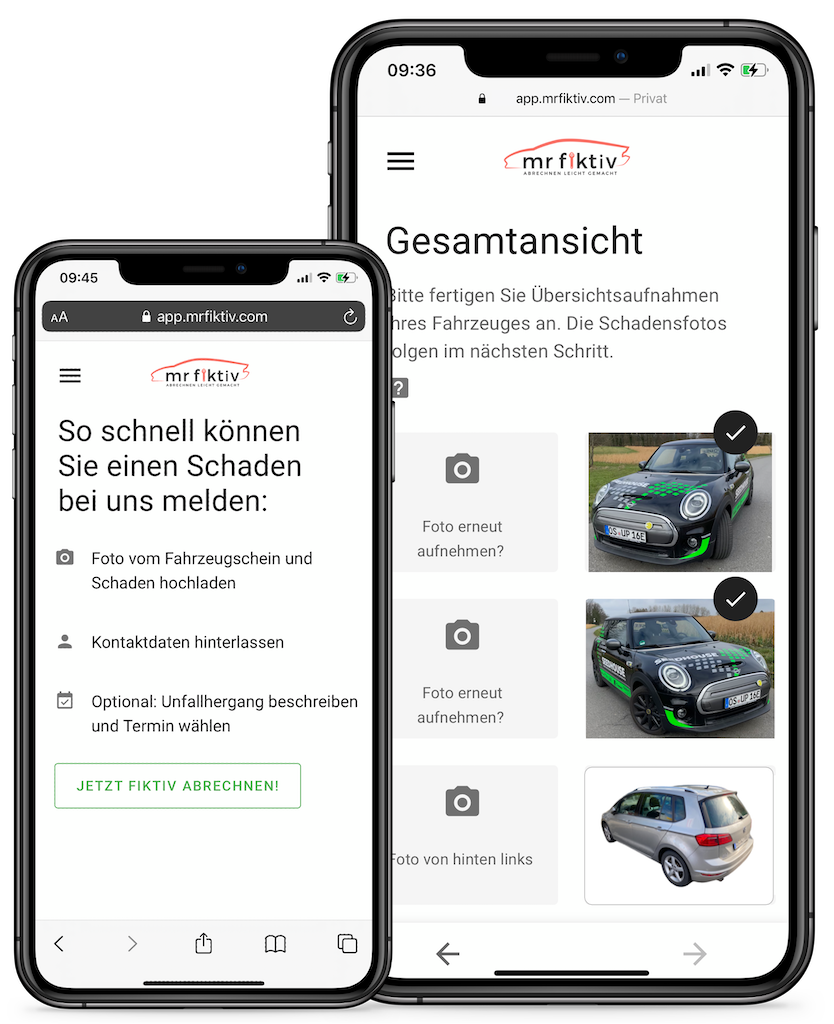 09:36
app.mrfiktiv.com — Privat
mr fiktiv
ABRECHNEN LEICHT GEMACHT
Gesamtansicht
Bitte fertigen Sie Übersichtsaufnahmen
Ihres Fahrzeuges an. Die Schadensfotos
folgen im nächsten Schritt.
?
Foto erneut
aufnehmen?
OS UP 16E
Foto erneut
aufnehmen?
SEEDHOUSE
OS UP 16E
Foto von hinten links
09:45
AA
app.mrfiktiv.com
mr fiktiv
ABRECHNEN LEICHT GEMACHT
So schnell können
Sie einen Schaden
bei uns melden:
Foto vom Fahrzeugschein und
Schaden hochladen
Kontaktdaten hinterlassen
Optional: Unfallhergang beschreiben
und Termin wählen
JETZT FIKTIV ABRECHNEN!